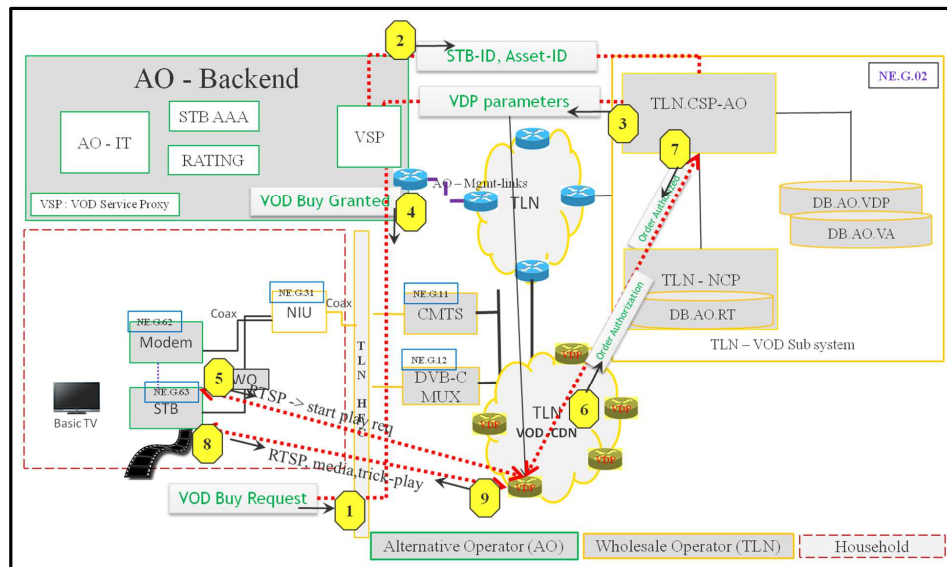 2
STB-ID, Asset-ID
NE.G.02
AO - Backend
VDP parameters
3
TLN.CSP-AO
STB AAA
AO - IT
VSP
RATING
7
AO – Mgmt-links
TLN
VSP : VOD Service Proxy
VOD Buy Granted
4
Order Authorized
DB.AO.VDP
DB.AO.VA
TLN - NCP
DB.AO.RT
TLN – VOD Sub system
NE.G.31
NIU
Coax
Coax
NE.G.11
CMTS
Order Authorization
NE.G.62
Modem
TLN
NE.G.12
DVB-C
MUX
VDP
VDP
VDP
VDP
VDP
TLN
VOD-CDN
6
5
WO
NE.G.63
STB
Basic TV
RTSP -> start play req
8
RTSP, media,trick-play
9
VOD Buy Request
1
Alternative Operator (AO)
Wholesale Operator (TLN)
Household